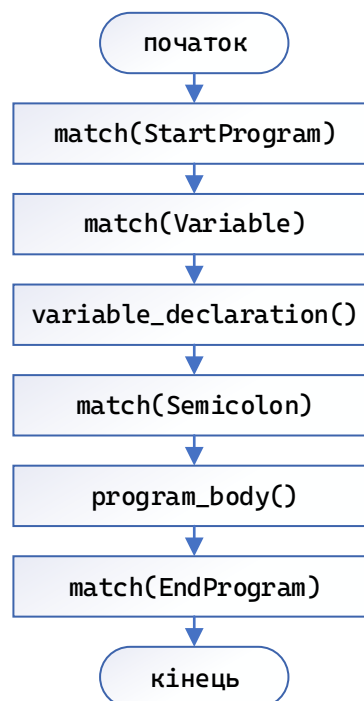 початок
match(StartProgram)
match(Variable)
variable_declaration()
match(Semicolon)
program_body()
match(EndProgram)
кінець